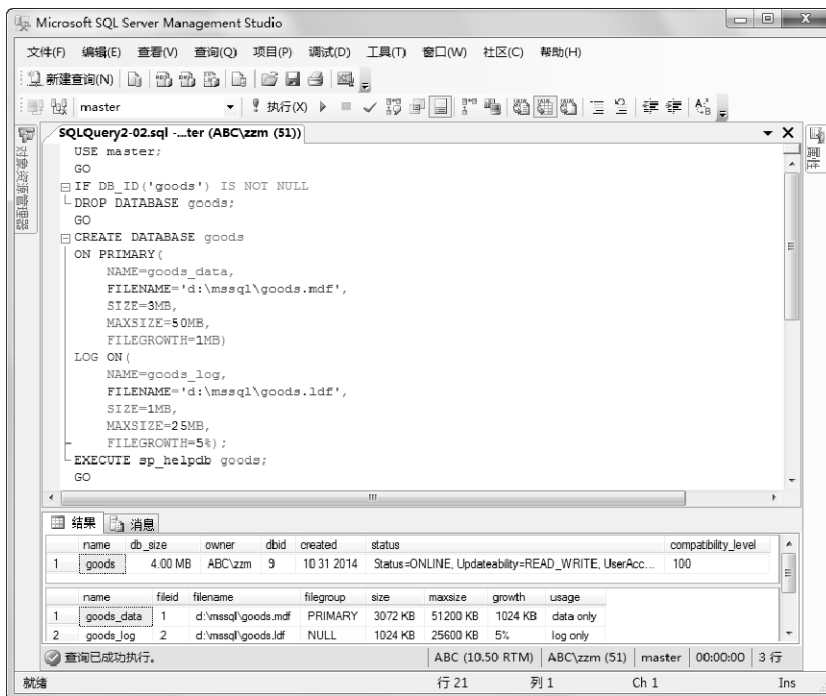 Microsoft SQL Server Management Studio
文件(F) 编辑(E) 查看(V) 查询(Q) 项目(P) 调试(D) 工具(T) 窗口(W) 社区(C) 帮助(H)
新建查询(N)
master 执行(X)
SQLQuery2-02.sql -...ter (ABC\zzm (51))
对象资源管理器
属性
USE master;
GO
IF DB_ID('goods') IS NOT NULL
DROP DATABASE goods;
GO
CREATE DATABASE goods
ON PRIMARY(
NAME=goods_data,
FILENAME='d:\mssql\goods.mdf',
SIZE=3MB,
MAXSIZE=50MB,
FILEGROWTH=1MB)
LOG ON(
NAME=goods_log,
FILENAME='d:\mssql\goods.ldf',
SIZE=1MB,
MAXSIZE=25MB,
FILEGROWTH=5%);
EXECUTE sp_helpdb goods;
GO
结果 消息
name db_size owner dbid created status compatibility_level
1 goods 4.00 MB ABC\zzm 9 10 31 2014 Status=ONLINE, Updateability=READ_WRITE, UserAcc... 100
name fileid filename filegroup size maxsize growth usage
1 goods_data 1 d:\mssql\goods.mdf PRIMARY 3072 KB 51200 KB 1024 KB data only
2 goods_log 2 d:\mssql\goods.ldf NULL 1024 KB 25600 KB 5% log only
查询已成功执行。 ABC (10.50 RTM) ABC\zzm (51) master 00:00:00 3 行
就绪 行 21 列 1 Ch 1 Ins